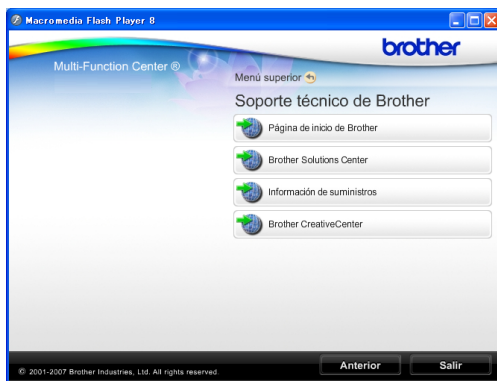 Macromedia Flash Player 8
brother
Multi-Function Center ®
Menú superior
Soporte técnico de Brother
Página de inicio de Brother
Brother Solutions Center
Información de suministros
Brother CreativeCenter
© 2001-2007 Brother Industries, Ltd. All rights reserved.
Anterior
Salir